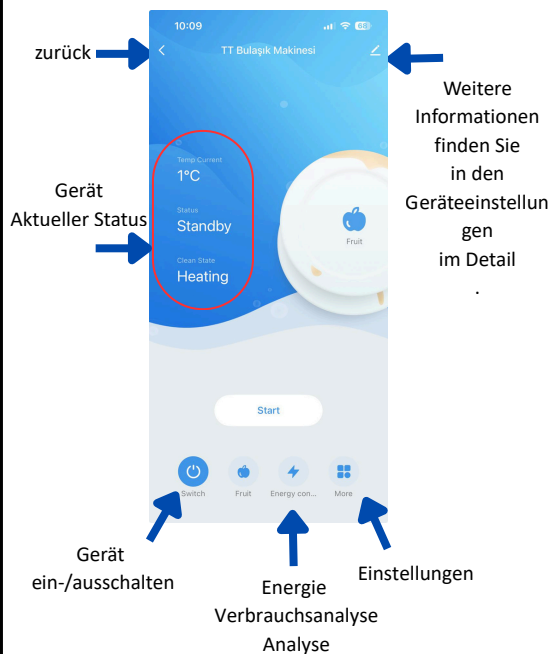 10:09
68
zurück
TT Bulaşık Makinesi
Weitere
Informationen
finden Sie
in den
Geräteeinstellun
gen
im Detail
.
Gerät
Aktueller Status
Temp Current
1°C
Status
Standby
Clean State
Heating
Fruit
Start
Switch
Fruit
Energy con...
More
Gerät
ein-/ausschalten
Energie
Verbrauchsanalyse
Analyse
Einstellungen